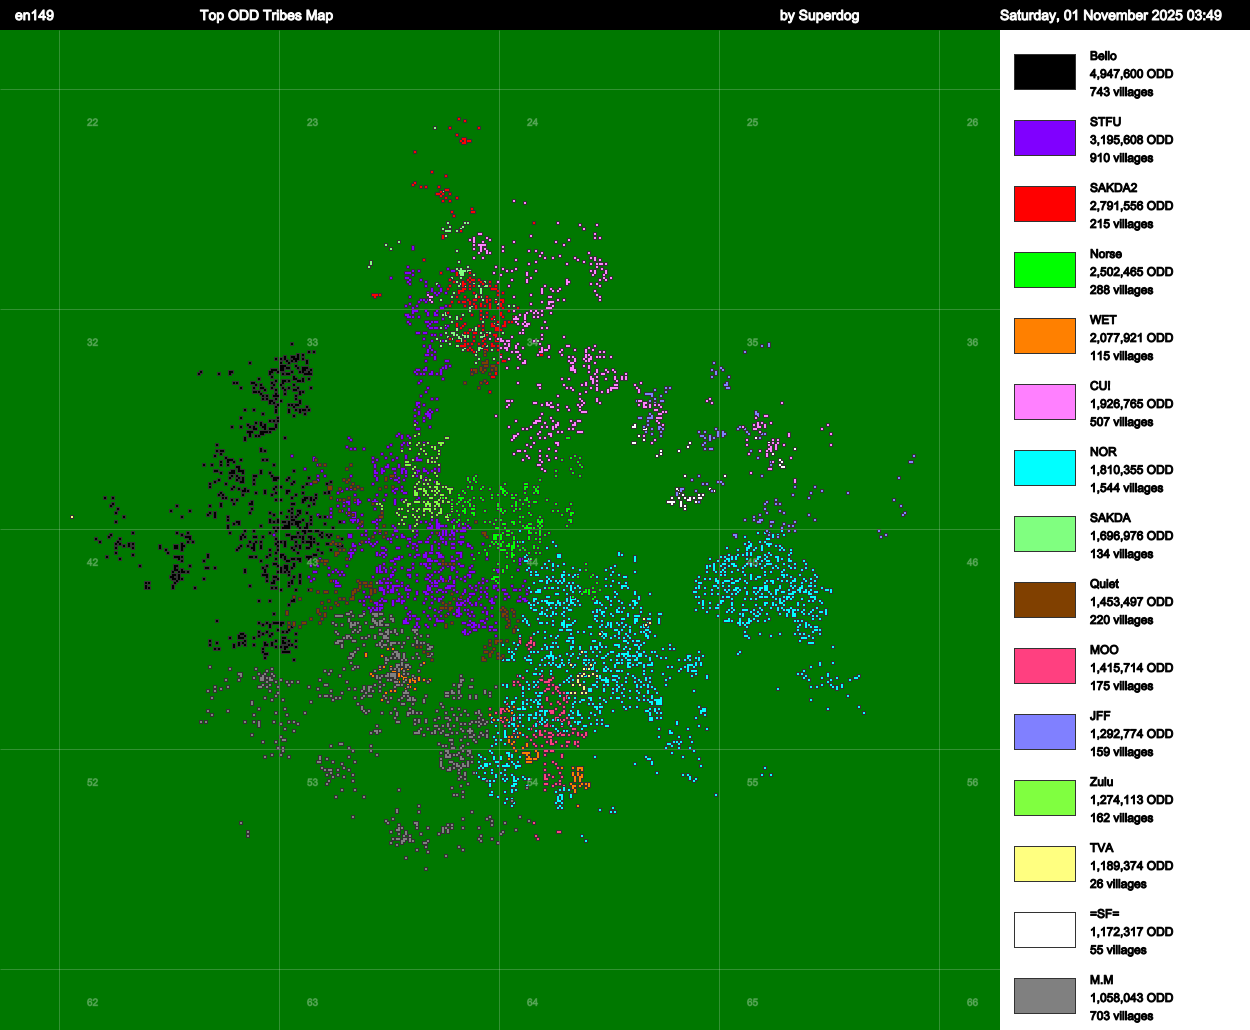 en149 Top ODD Tribes Map by Superdog Saturday, 01 November 2025 03:49
Bello
4,947,600 ODD
743 villages
22 23 24 25 26
STFU
3,195,608 ODD
910 villages
SAKDA2
2,791,556 ODD
215 villages
Norse
2,502,465 ODD
288 villages
WET
2,077,921 ODD
115 villages
32 33 34 35 36
CUI
1,926,765 ODD
507 villages
NOR
1,810,355 ODD
1,544 villages
SAKDA
1,696,976 ODD
134 villages
42 43 44 45 46
Quiet
1,453,497 ODD
220 villages
MOO
1,415,714 ODD
175 villages
JFF
1,292,774 ODD
159 villages
52 53 54 55 56
Zulu
1,274,113 ODD
162 villages
TVA
1,189,374 ODD
26 villages
=SF=
1,172,317 ODD
55 villages
M.M
1,058,043 ODD
703 villages
62 63 64 65 66